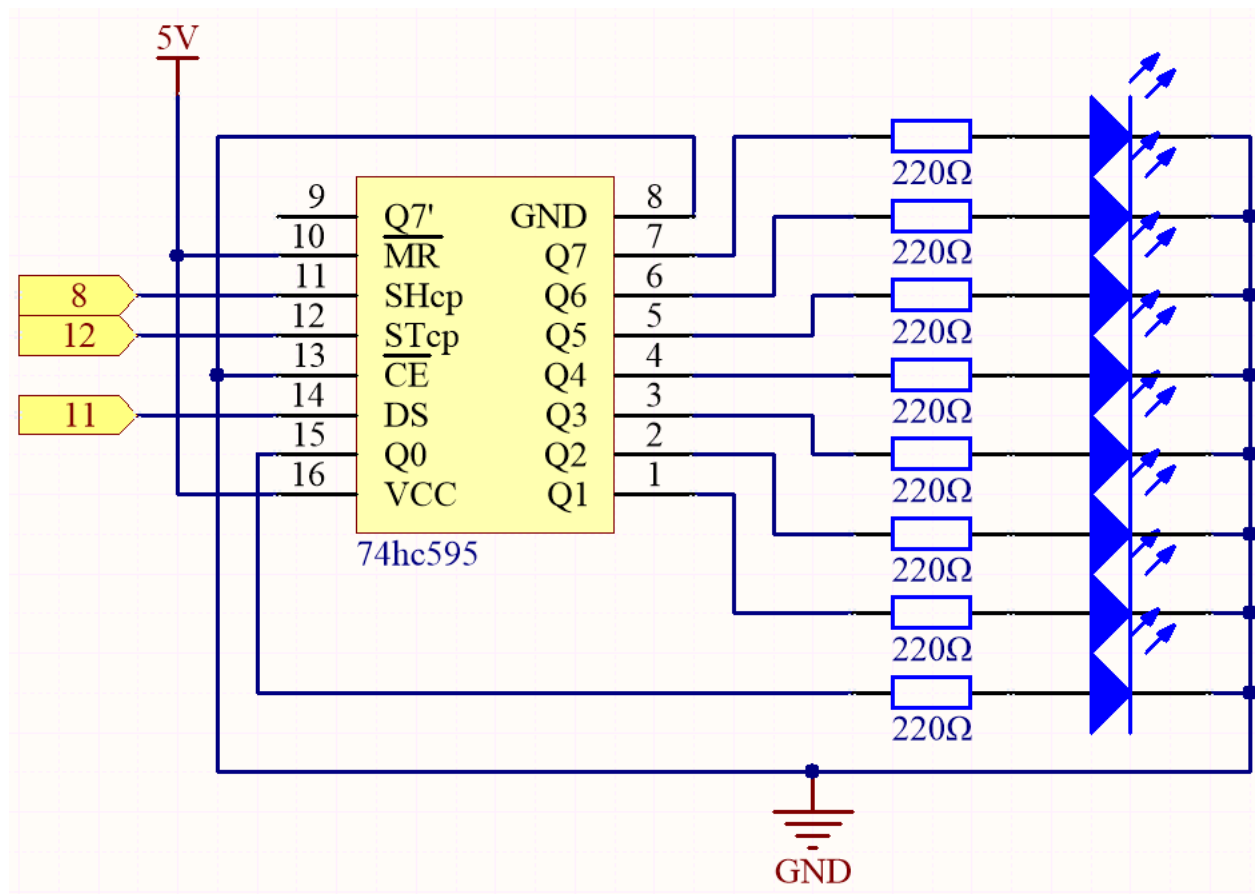 5V
220Ω
9 Q7' GND 8
220Ω
10 MR Q7 7
8 11 SHcp Q6 6
220Ω
12 12 STcp Q5 5
13 CE Q4 4
220Ω
11 14 DS Q3 3
15 Q0 Q2 2
220Ω
16 VCC Q1 1
74hc595
220Ω
220Ω
220Ω
GND